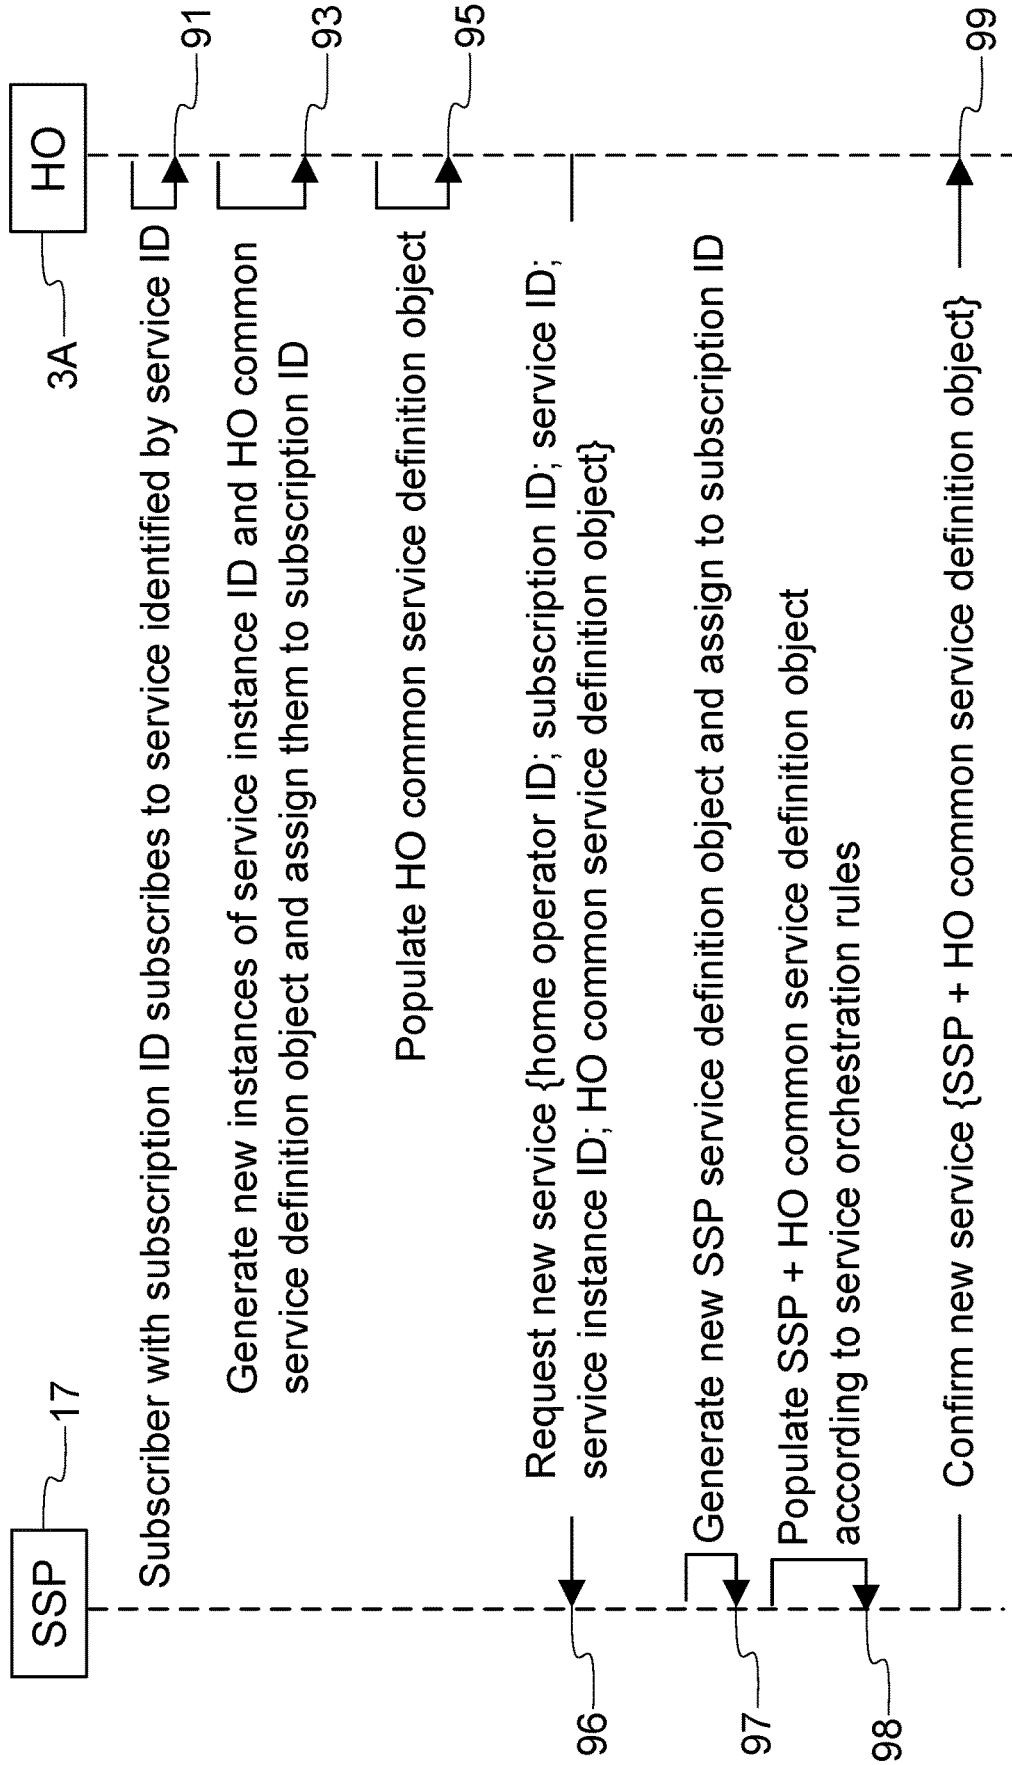 SSP
17
3A
HO
Subscriber with subscription ID subscribes to service identified by service ID
91
Generate new instances of service instance ID and HO common
service definition object and assign them to subscription ID
93
Populate HO common service definition object
95
Request new service {home operator ID; subscription ID; service ID;
service instance ID; HO common service definition object}
96
Generate new SSP service definition object and assign to subscription ID
97
Populate SSP + HO common service definition object
according to service orchestration rules
98
Confirm new service {SSP + HO common service definition object}
99